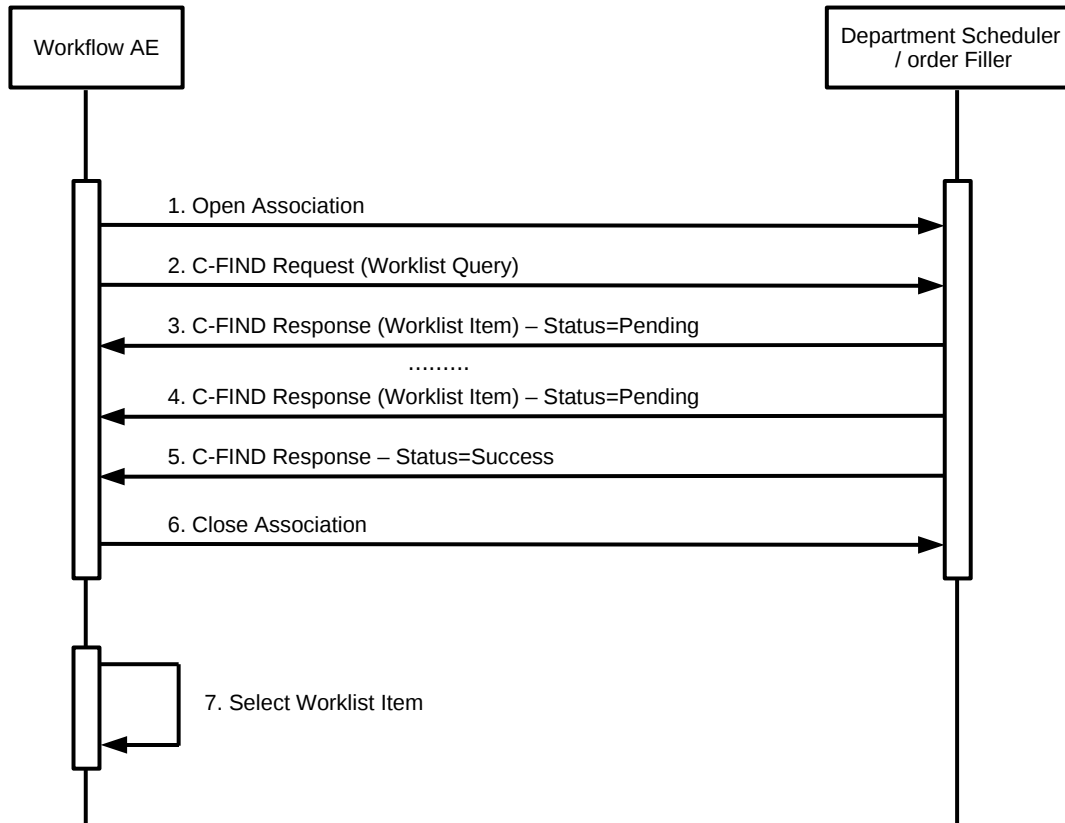 Workflow AE
Department Scheduler
/ order Filler
1. Open Association
2. C-FIND Request (Worklist Query)
3. C-FIND Response (Worklist Item) – Status=Pending
.........
4. C-FIND Response (Worklist Item) – Status=Pending
5. C-FIND Response – Status=Success
6. Close Association
7. Select Worklist Item